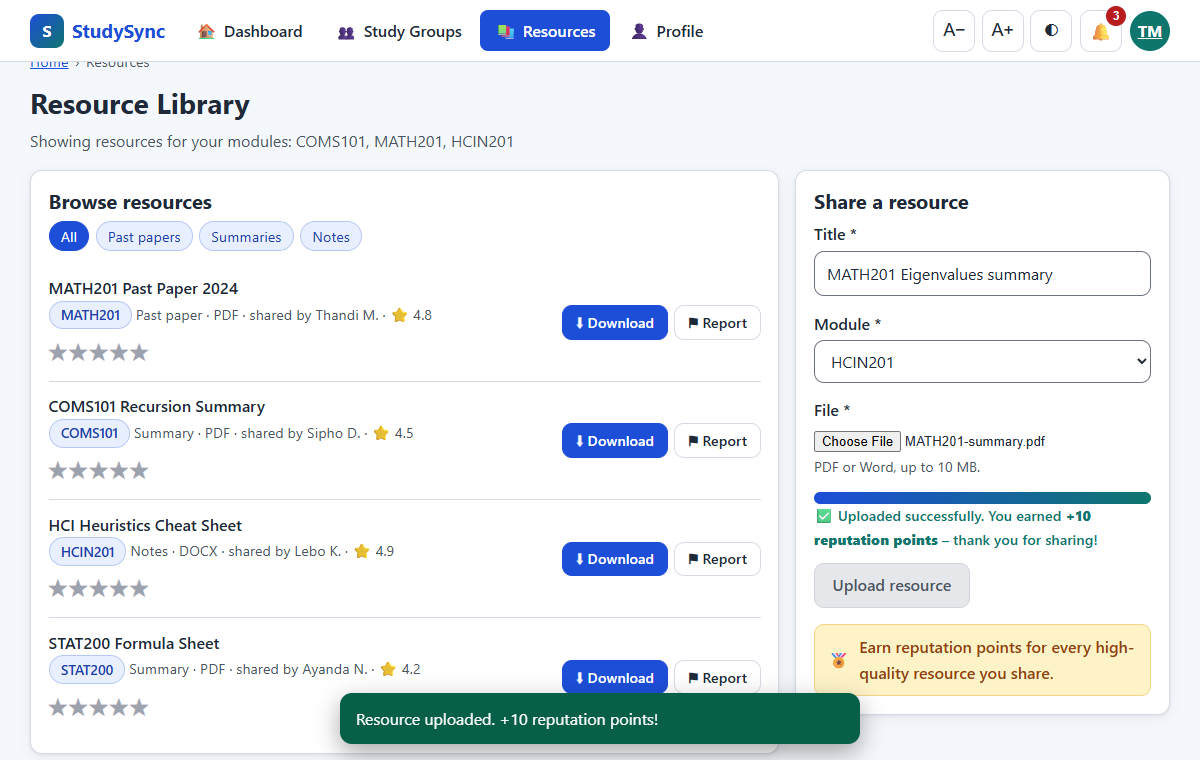 S StudySync Dashboard Study Groups Resources Profile A− A+ 3 TM
Home › Resources
Resource Library
Showing resources for your modules: COMS101, MATH201, HCIN201
Browse resources
All Past papers Summaries Notes
MATH201 Past Paper 2024
MATH201 Past paper · PDF · shared by Thandi M. · ⭐ 4.8
⬇ Download ⚑ Report
★★★★★
COMS101 Recursion Summary
COMS101 Summary · PDF · shared by Sipho D. · ⭐ 4.5
⬇ Download ⚑ Report
★★★★★
HCI Heuristics Cheat Sheet
HCIN201 Notes · DOCX · shared by Lebo K. · ⭐ 4.9
⬇ Download ⚑ Report
★★★★★
STAT200 Formula Sheet
STAT200 Summary · PDF · shared by Ayanda N. · ⭐ 4.2
⬇ Download ⚑ Report
★★★★★
Share a resource
Title *
MATH201 Eigenvalues summary
Module *
HCIN201
File *
Choose File MATH201-summary.pdf
PDF or Word, up to 10 MB.
✅ Uploaded successfully. You earned +10
reputation points – thank you for sharing!
Upload resource
Earn reputation points for every high-
quality resource you share.
Resource uploaded. +10 reputation points!